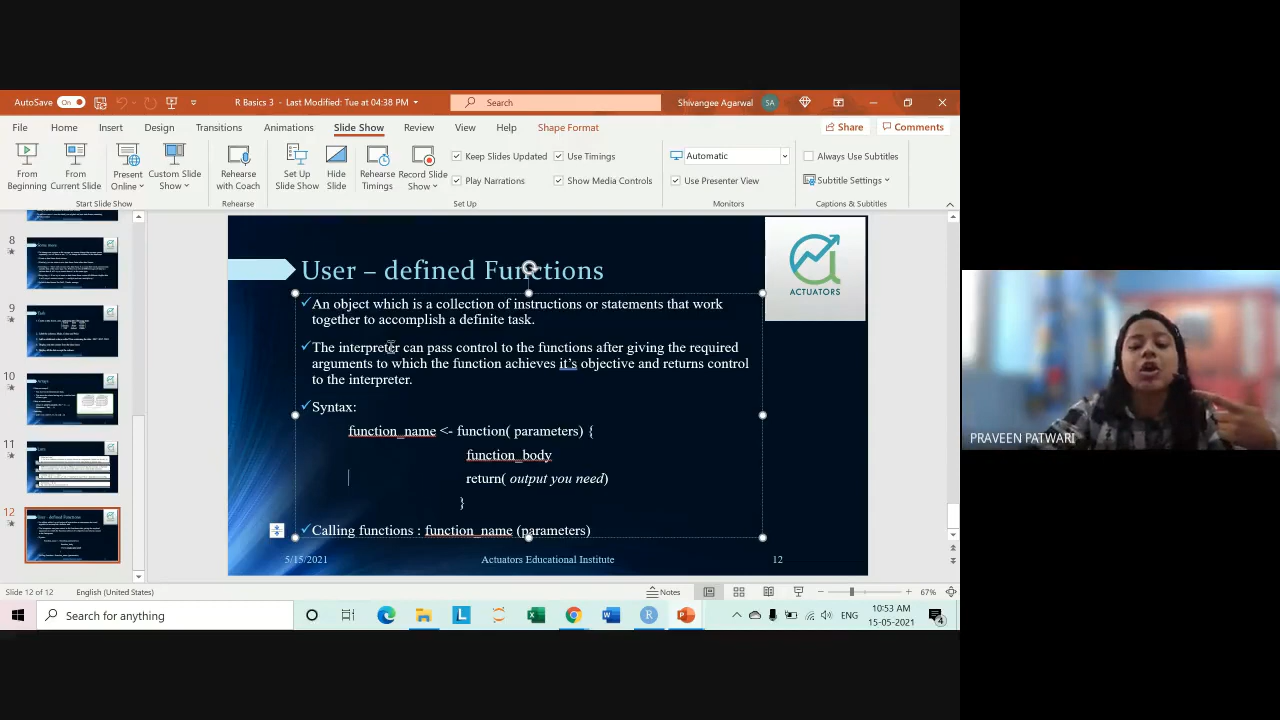 AutoSave On R Basics 3 - Last Modified: Tue at 04:38 PM Search Shivangee Agarwal SA
File Home Insert Design Transitions Animations Slide Show Review View Help Shape Format Share Comments
From Beginning
From Current Slide
Present Online
Custom Slide Show
Start Slide Show
Rehearse with Coach
Rehearse
Set Up Slide Show
Hide Slide
Rehearse Timings
Record Slide Show
Keep Slides Updated
Use Timings
Play Narrations
Show Media Controls
Set Up
Automatic
Use Presenter View
Monitors
Always Use Subtitles
Subtitle Settings
Captions & Subtitles
8
9
10
11
12
User – defined Functions
ACTUATORS
An object which is a collection of instructions or statements that work
together to accomplish a definite task.
The interpreter can pass control to the functions after giving the required
arguments to which the function achieves it's objective and returns control
to the interpreter.
Syntax:
function_name <- function( parameters) {
function_body
return( output you need)
}
Calling functions : function_name (parameters)
5/15/2021 Actuators Educational Institute 12
PRAVEEN PATWARI
Slide 12 of 12 English (United States) Notes 67%
Search for anything
ENG
10:53 AM
15-05-2021
4